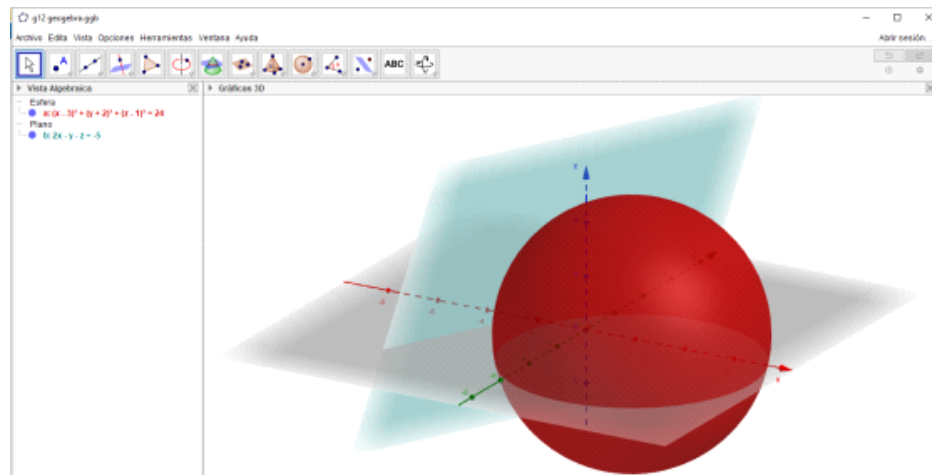 g12 geogebra.ggb
Archivo Edita Vista Opciones Herramientas Ventana Ayuda
Abrir sesión...
ABC
Vista Algebraica
Gráficas 3D
Esfera
a: (x - 3)² + (y + 2)² + (z - 1)² = 24
Plano
b: 2x - y - z = -5